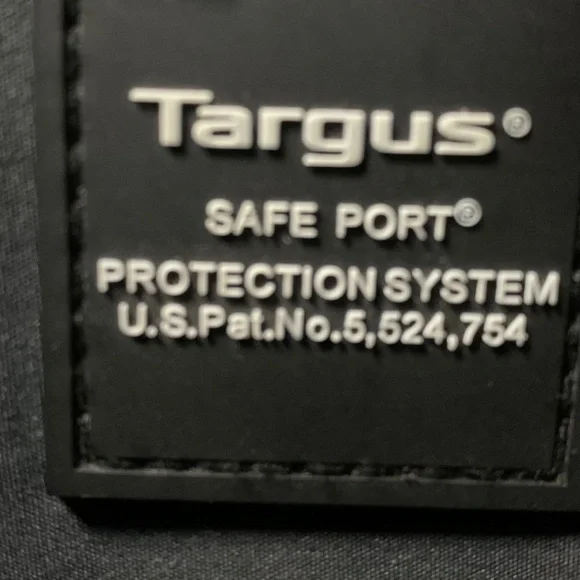 Targus®
SAFE PORT®
PROTECTION SYSTEM
U.S.Pat.No.5,524,754